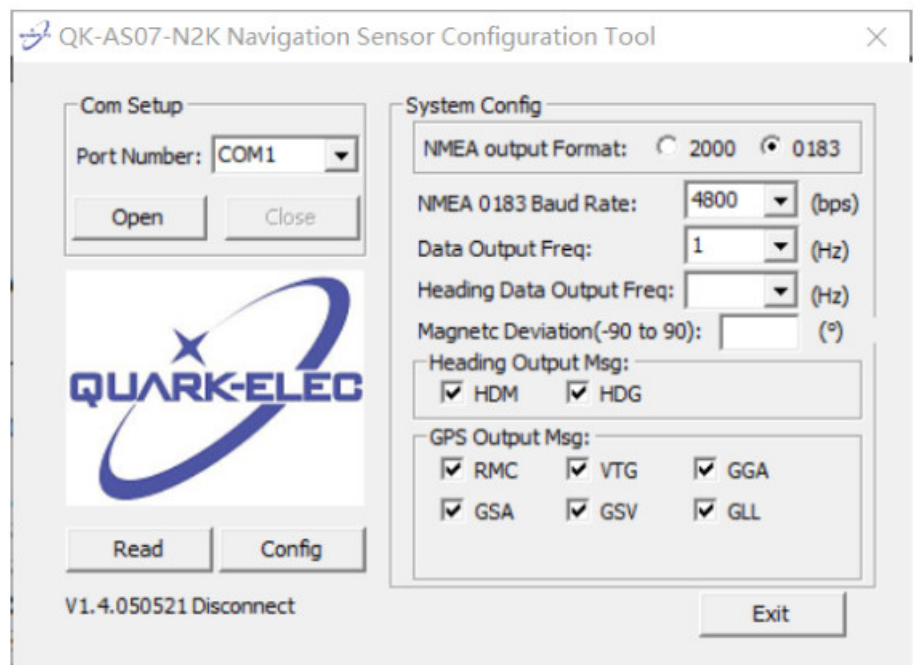 QK-AS07-N2K Navigation Sensor Configuration Tool
Com Setup
Port Number: COM1
Open Close
QUARK-ELEC
Read Config
V1.4.050521 Disconnect
System Config
NMEA output Format: 2000 0183
NMEA 0183 Baud Rate: 4800 (bps)
Data Output Freq: 1 (Hz)
Heading Data Output Freq: (Hz)
Magnetc Deviation(-90 to 90): (°)
Heading Output Msg:
HDM HDG
GPS Output Msg:
RMC VTG GGA
GSA GSV GLL
Exit